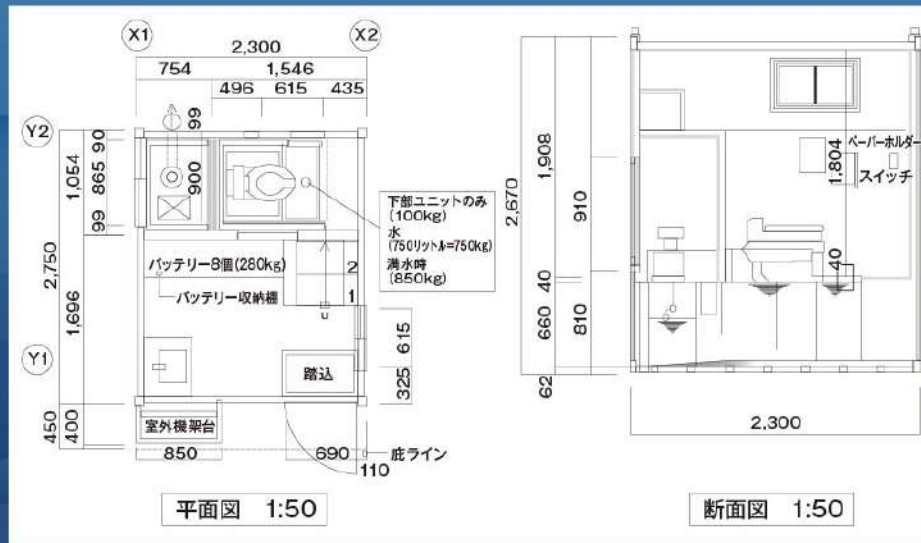 X1
X2
2,300
754
1,546
496
615
435
Y2
99
90
1,054
865
900
99
2,750
1,696
下部ユニットのみ
(100kg)
水
(750リットル=750kg)
満水時
(850kg)
バッテリー8個(280kg)
バッテリー収納棚
2
1
Y1
615
踏込
325
450
400
室外機架台
850
690
110
庇ライン
平面図 1:50
2,670
1,908
910
1,804
ペーパーホルダー
スイッチ
40
40
660
810
62
2,300
断面図 1:50